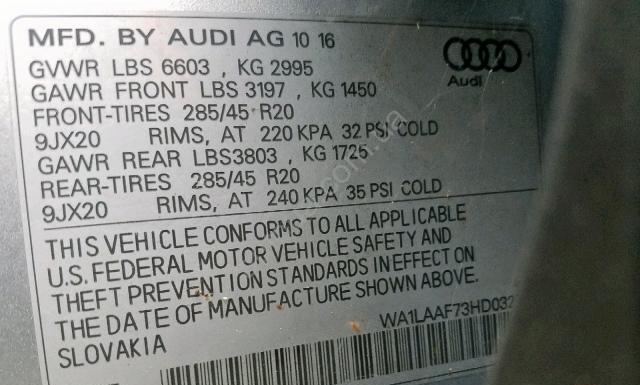 MFD. BY AUDI AG 10 16
Audi
GVWR LBS 6603 , KG 2995
GAWR FRONT LBS 3197 , KG 1450
FRONT-TIRES 285/45 R20
9JX20 RIMS, AT 220 KPA 32 PSI COLD
GAWR REAR LBS3803 , KG 1725
REAR-TIRES 285/45 R20
9JX20 RIMS, AT 240 KPA 35 PSI COLD
THIS VEHICLE CONFORMS TO ALL APPLICABLE
U.S. FEDERAL MOTOR VEHICLE SAFETY AND
THEFT PREVENTION STANDARDS IN EFFECT ON
THE DATE OF MANUFACTURE SHOWN ABOVE.
SLOVAKIA WA1LAAF73HD032